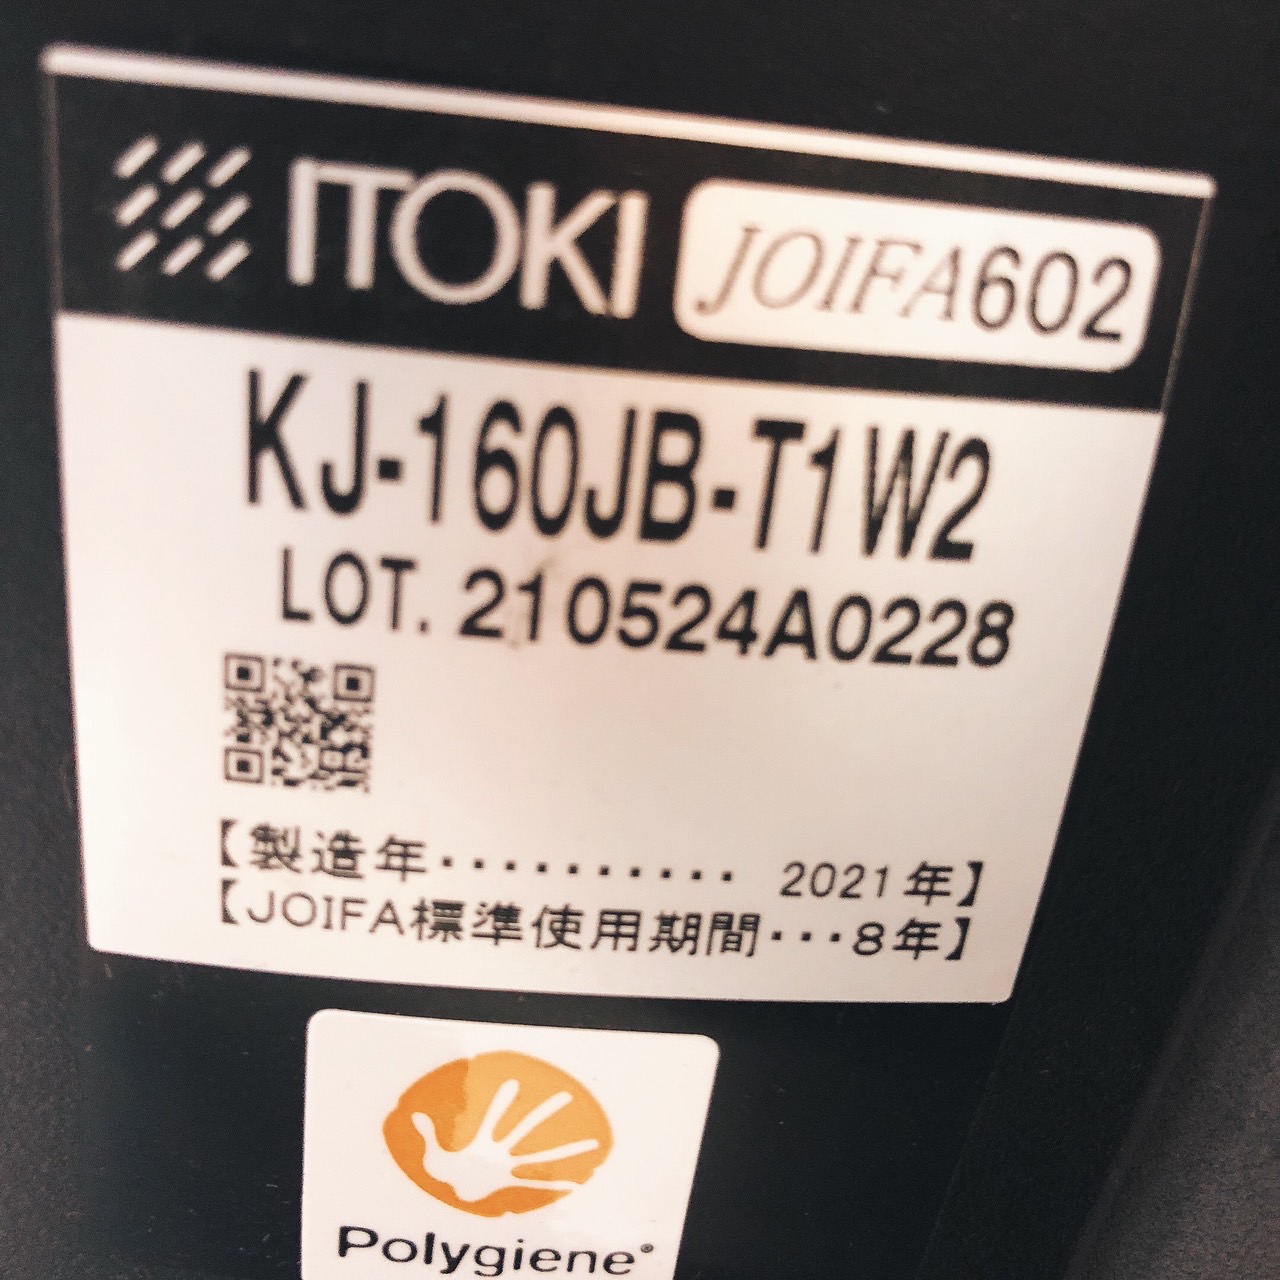 ITOKI JOIFA602
KJ-160JB-T1W2
LOT. 210524A0228
【製造年・・・・・・・・・・ 2021年】
【JOIFA標準使用期間・・・8年】
Polygiene®